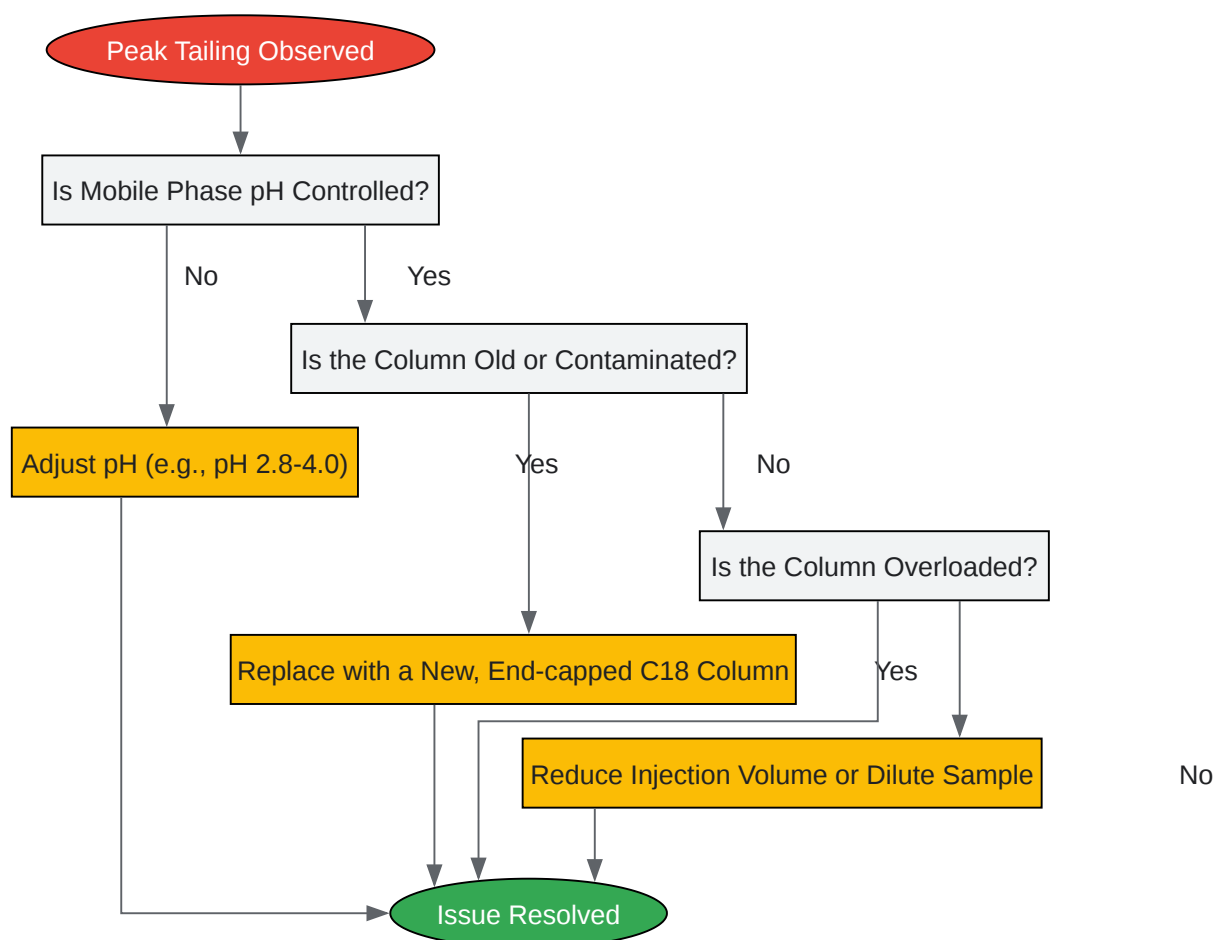 Peak Tailing Observed
Is Mobile Phase pH Controlled?
No
Yes
Is the Column Old or Contaminated?
Adjust pH (e.g., pH 2.8-4.0)
Yes
No
Is the Column Overloaded?
Replace with a New, End-capped C18 Column
Yes
Reduce Injection Volume or Dilute Sample
No
Issue Resolved